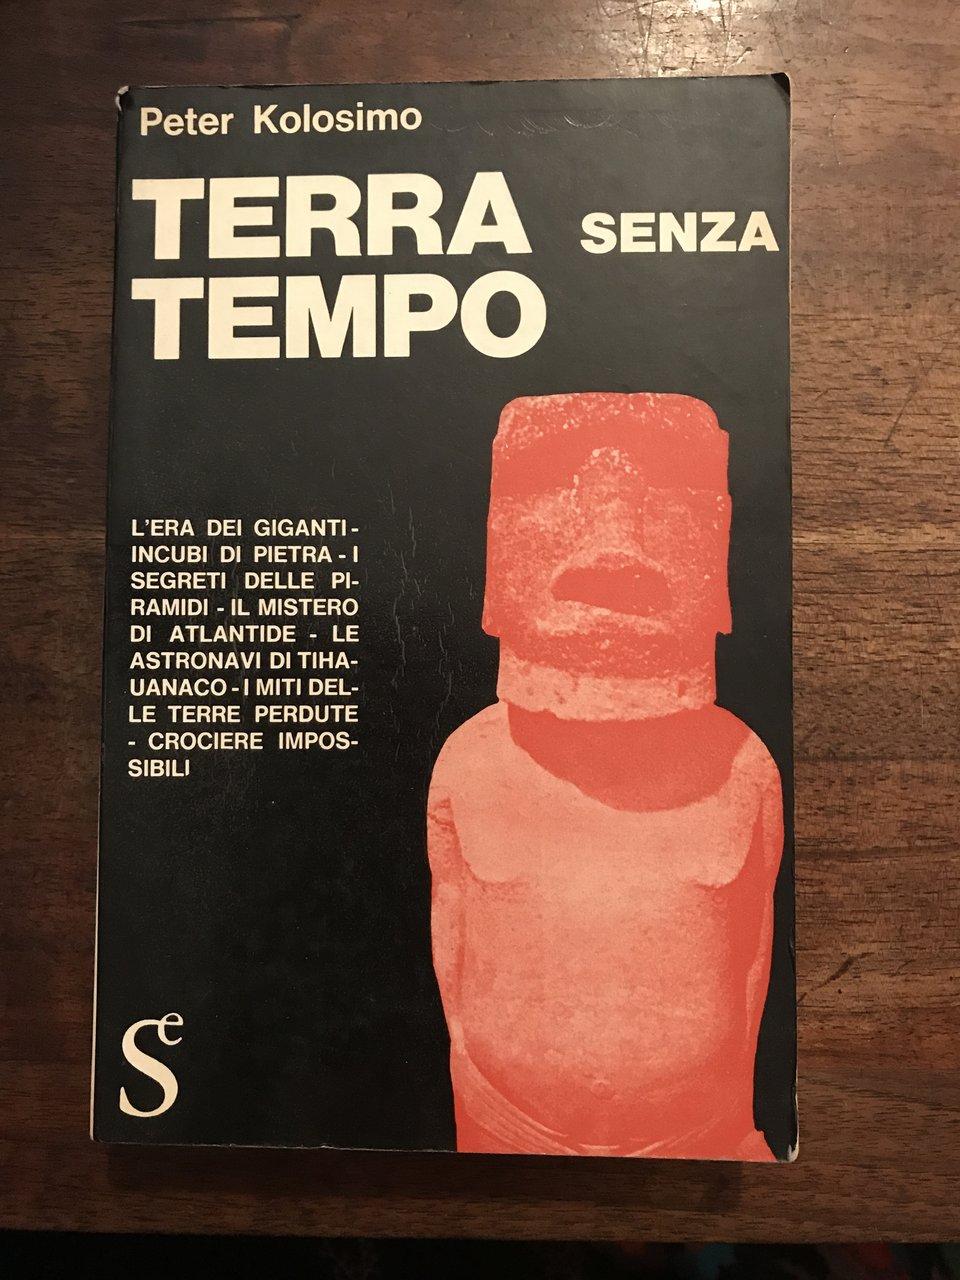 Peter Kolosimo
TERRA SENZA
TEMPO
L'ERA DEI GIGANTI -
INCUBI DI PIETRA - I
SEGRETI DELLE PI-
RAMIDI - IL MISTERO
DI ATLANTIDE - LE
ASTRONAVI DI TIHA-
UANACO - I MITI DEL-
LE TERRE PERDUTE
- CROCIERE IMPOS-
SIBILI
Se